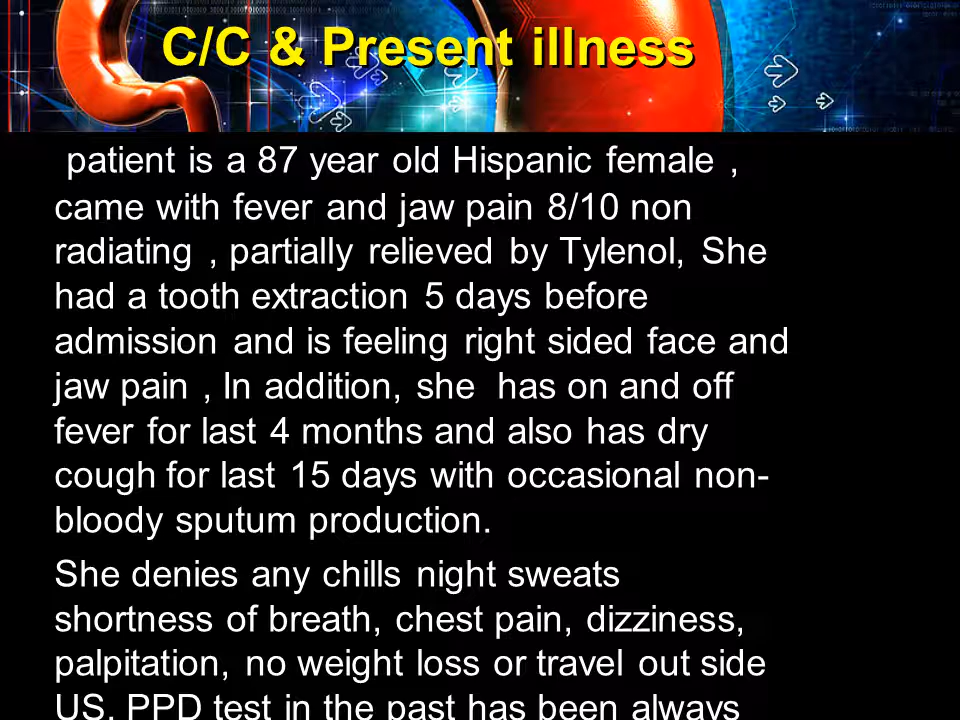 C/C & Present illness
patient is a 87 year old Hispanic female ,
came with fever and jaw pain 8/10 non
radiating , partially relieved by Tylenol, She
had a tooth extraction 5 days before
admission and is feeling right sided face and
jaw pain , In addition, she has on and off
fever for last 4 months and also has dry
cough for last 15 days with occasional non-
bloody sputum production.
She denies any chills night sweats
shortness of breath, chest pain, dizziness,
palpitation, no weight loss or travel out side
US. PPD test in the past has been always